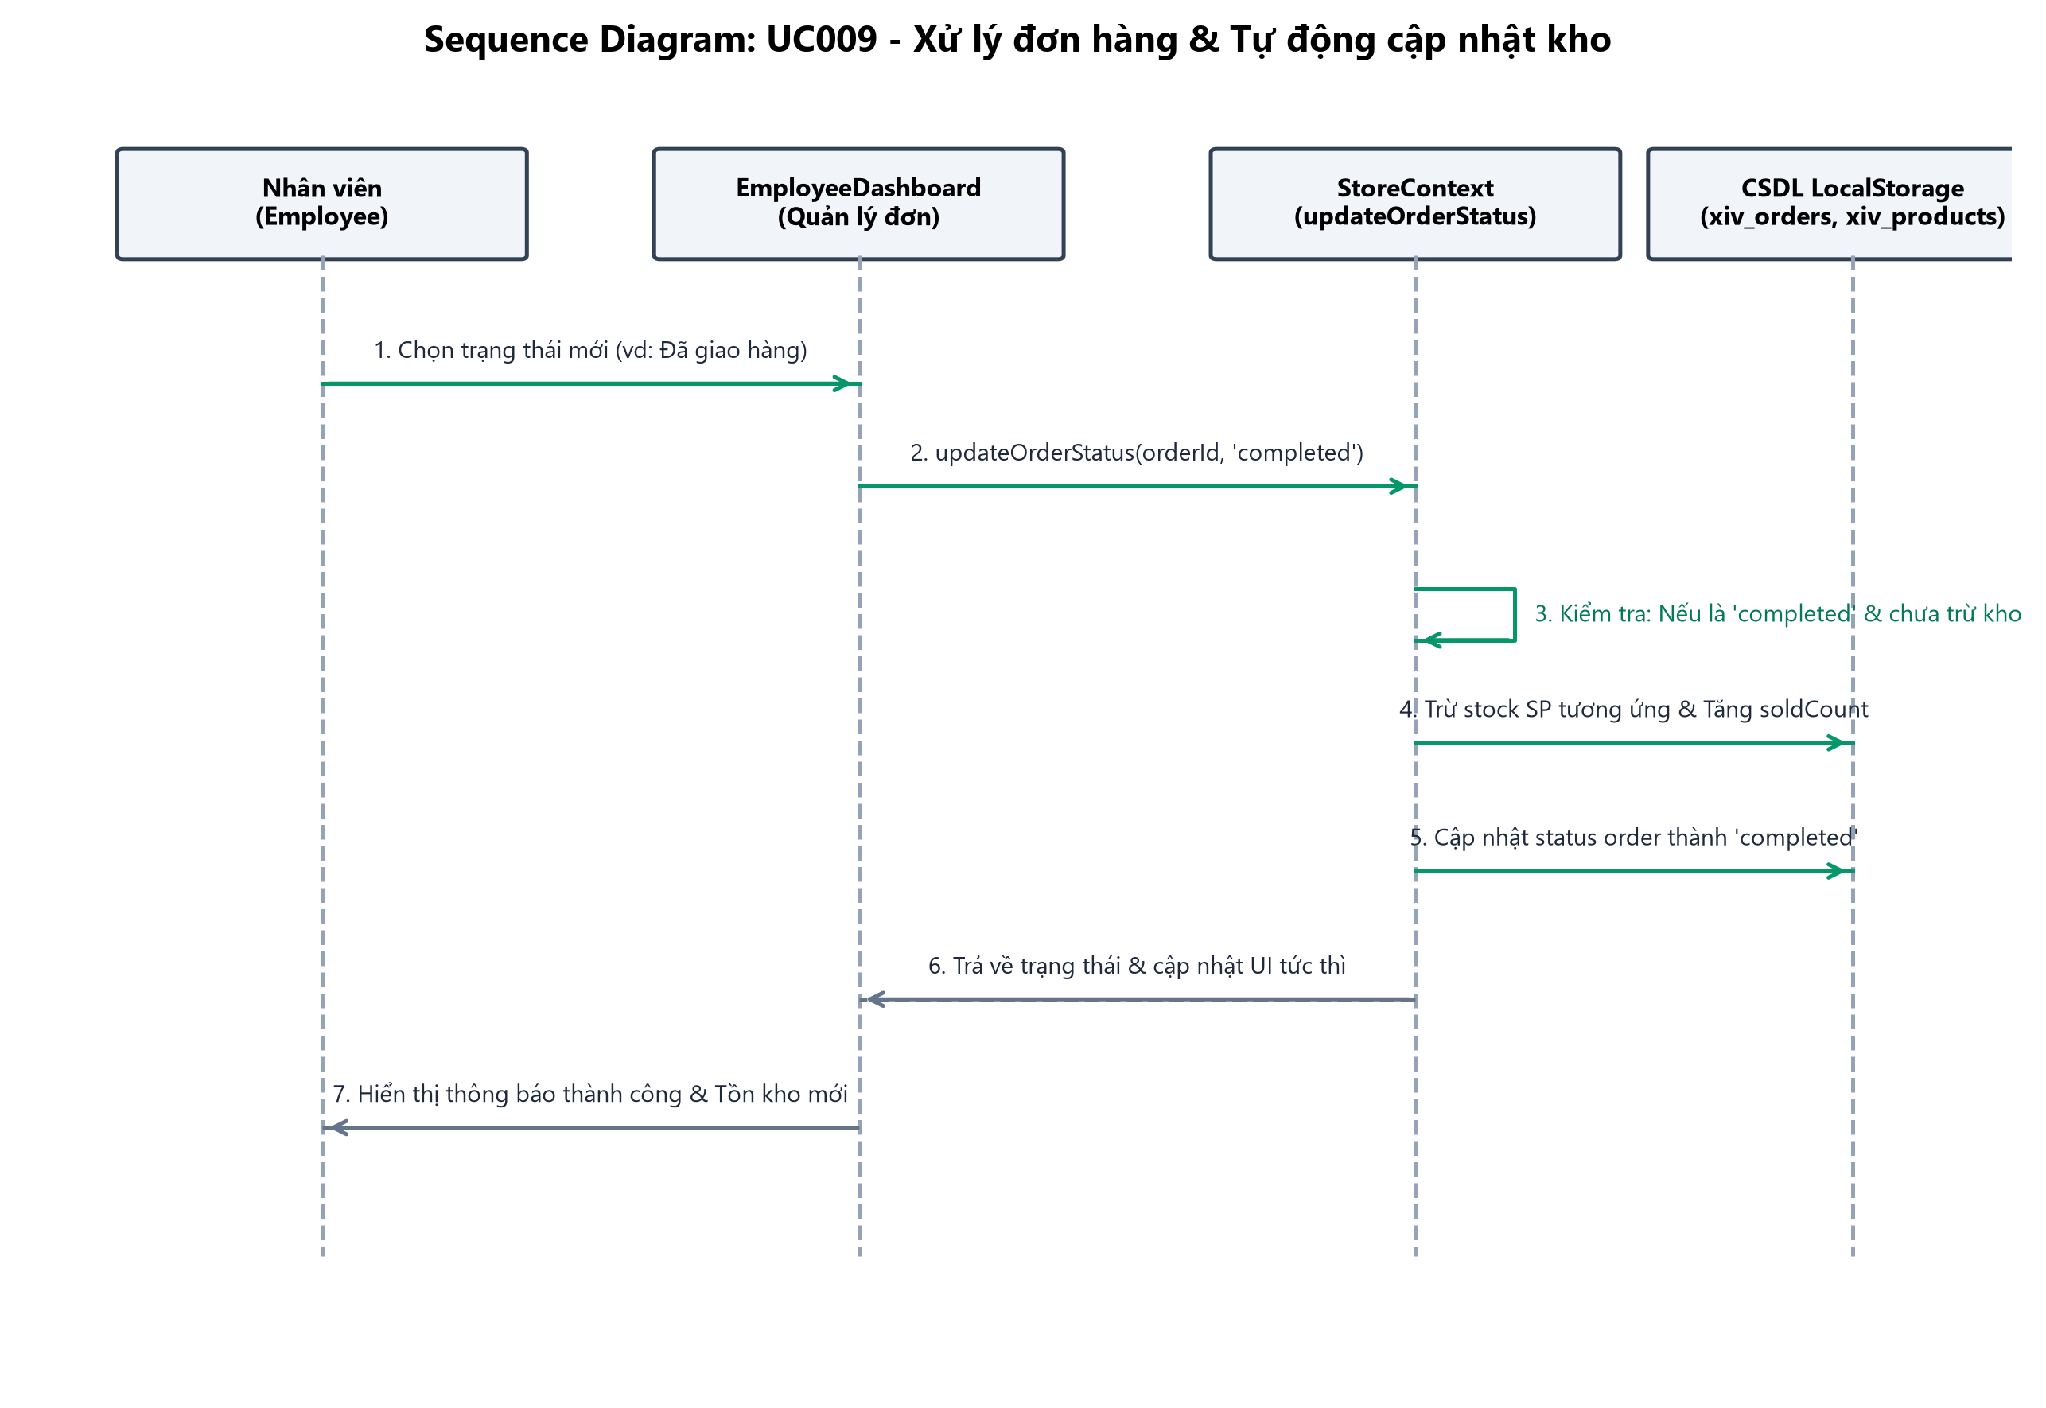 Sequence Diagram: UC009 - Xử lý đơn hàng & Tự động cập nhật kho
Nhân viên
(Employee)
EmployeeDashboard
(Quản lý đơn)
StoreContext
(updateOrderStatus)
CSDL LocalStorage
(xiv_orders, xiv_products)
1. Chọn trạng thái mới (vd: Đã giao hàng)
2. updateOrderStatus(orderId, 'completed')
3. Kiểm tra: Nếu là 'completed' & chưa trừ kho
4. Trừ stock SP tương ứng & Tăng soldCount
5. Cập nhật status order thành 'completed'
6. Trả về trạng thái & cập nhật UI tức thì
7. Hiển thị thông báo thành công & Tồn kho mới